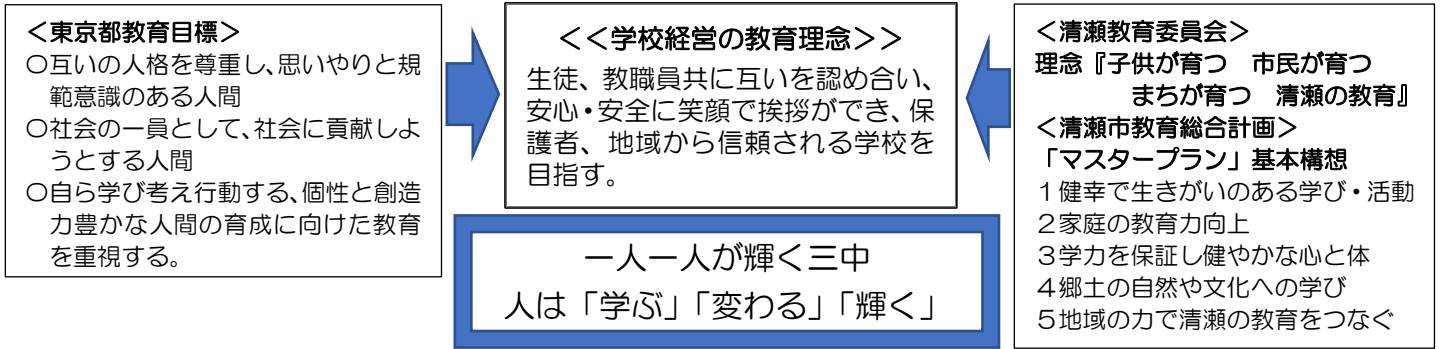 ＜東京都教育目標＞
〇互いの人格を尊重し、思いやりと規
範意識のある人間
〇社会の一員として、社会に貢献しよ
うとする人間
〇自ら学び考え行動する、個性と創造
力豊かな人間の育成に向けた教育
を重視する。
＜＜学校経営の教育理念＞＞
生徒、教職員共に互いを認め合い、
安心・安全に笑顔で挨拶ができ、保
護者、地域から信頼される学校を
目指す。
一人一人が輝く三中
人は「学ぶ」「変わる」「輝く」
＜清瀬教育委員会＞
理念『子供が育つ　市民が育つ
まちが育つ　清瀬の教育』
＜清瀬市教育総合計画＞
「マスタープラン」基本構想
１健幸で生きがいのある学び・活動
２家庭の教育力向上
３学力を保証し健やかな心と体
４郷土の自然や文化への学び
５地域の力で清瀬の教育をつなぐ